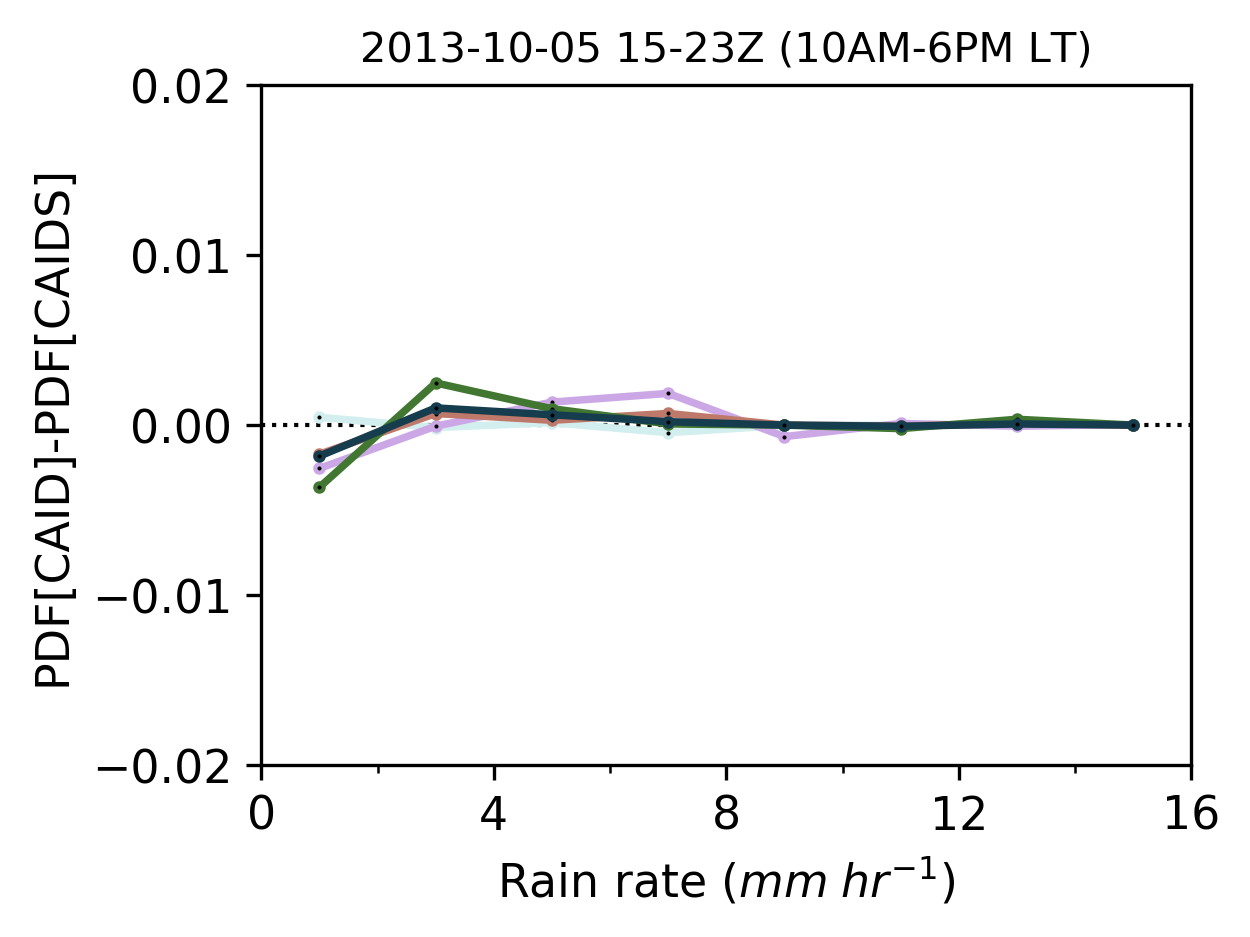 2013-10-05 15-23Z (10AM-6PM LT)
0.02
0.01
0.00
−0.01
−0.02
PDF[CAID]-PDF[CAIDS]
0 4 8 12 16
Rain rate (mm hr⁻¹)